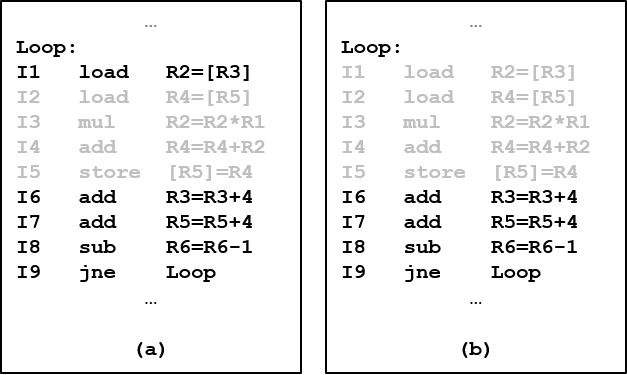 ...
Loop:
I1 load R2=[R3]
I2 load R4=[R5]
I3 mul R2=R2*R1
I4 add R4=R4+R2
I5 store [R5]=R4
I6 add R3=R3+4
I7 add R5=R5+4
I8 sub R6=R6-1
I9 jne Loop
...
(a)
...
Loop:
I1 load R2=[R3]
I2 load R4=[R5]
I3 mul R2=R2*R1
I4 add R4=R4+R2
I5 store [R5]=R4
I6 add R3=R3+4
I7 add R5=R5+4
I8 sub R6=R6-1
I9 jne Loop
...
(b)